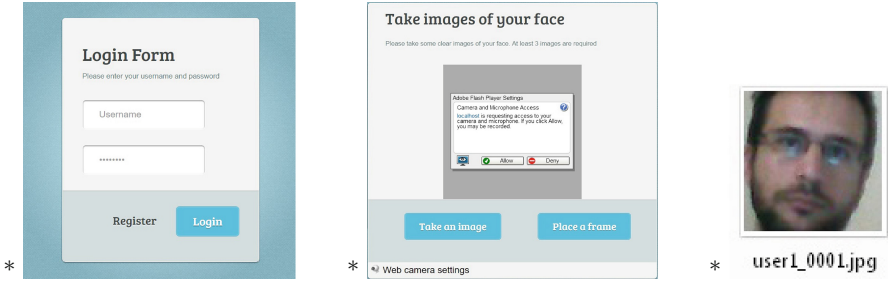 Login Form
Please enter your username and password
Username
********
Register
Login
*
Take images of your face
Please take some clear images of your face. At least 3 images are required
Adobe Flash Player Settings
Camera and Microphone Access
localhost is requesting access to your
camera and microphone. If you click Allow,
you may be recorded.
Allow
Deny
Take an image
Place a frame
* Web camera settings
* user1_0001.jpg